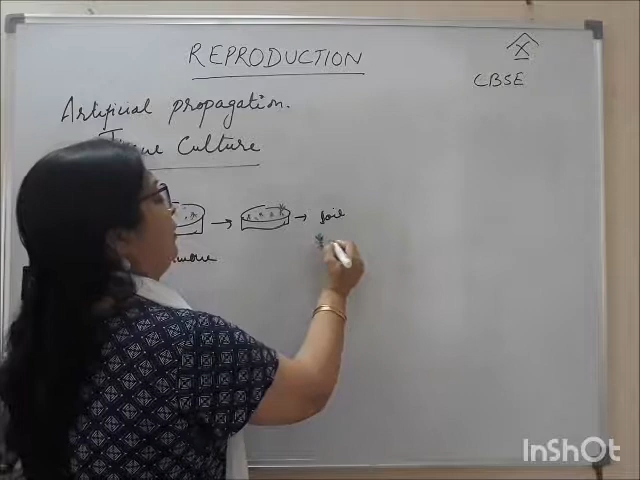 REPRODUCTION
X
CBSE
Artificial propagation.
Tissue Culture
soil
InShOt